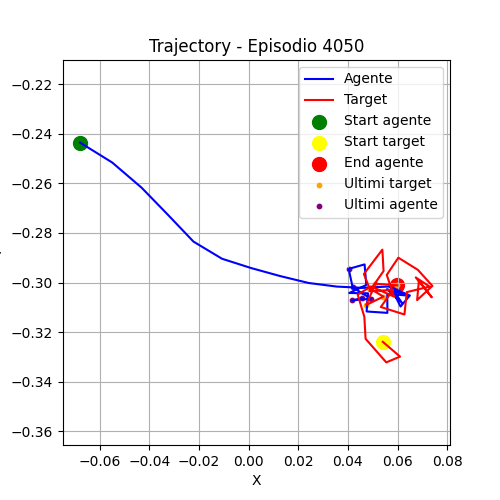 Trajectory - Episodio 4050
Agente
Target
Start agente
Start target
End agente
Ultimi target
Ultimi agente
−0.22
−0.24
−0.26
−0.28
−0.30
−0.32
−0.34
−0.36
−0.06 −0.04 −0.02 0.00 0.02 0.04 0.06 0.08
X